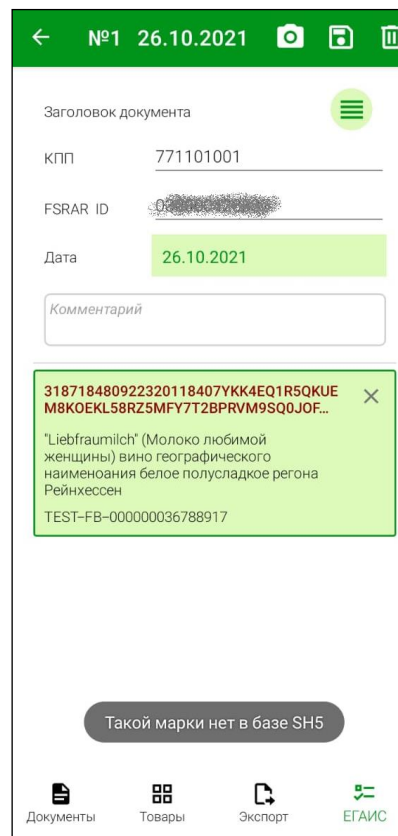 №1 26.10.2021
Заголовок документа
КПП 771101001
FSRAR ID
Дата 26.10.2021
Комментарий
318718480922320118407YKK4EQ1R5QKUE
M8KOEKL58RZ5MFY7T2BPRVM9SQ0JOF...
"Liebfraumilch" (Молоко любимой
женщины) вино географического
наименоания белое полусладкое регона
Рейнхессен
TEST-FB-000000036788917
Такой марки нет в базе SH5
Документы Товары Экспорт ЕГАИС